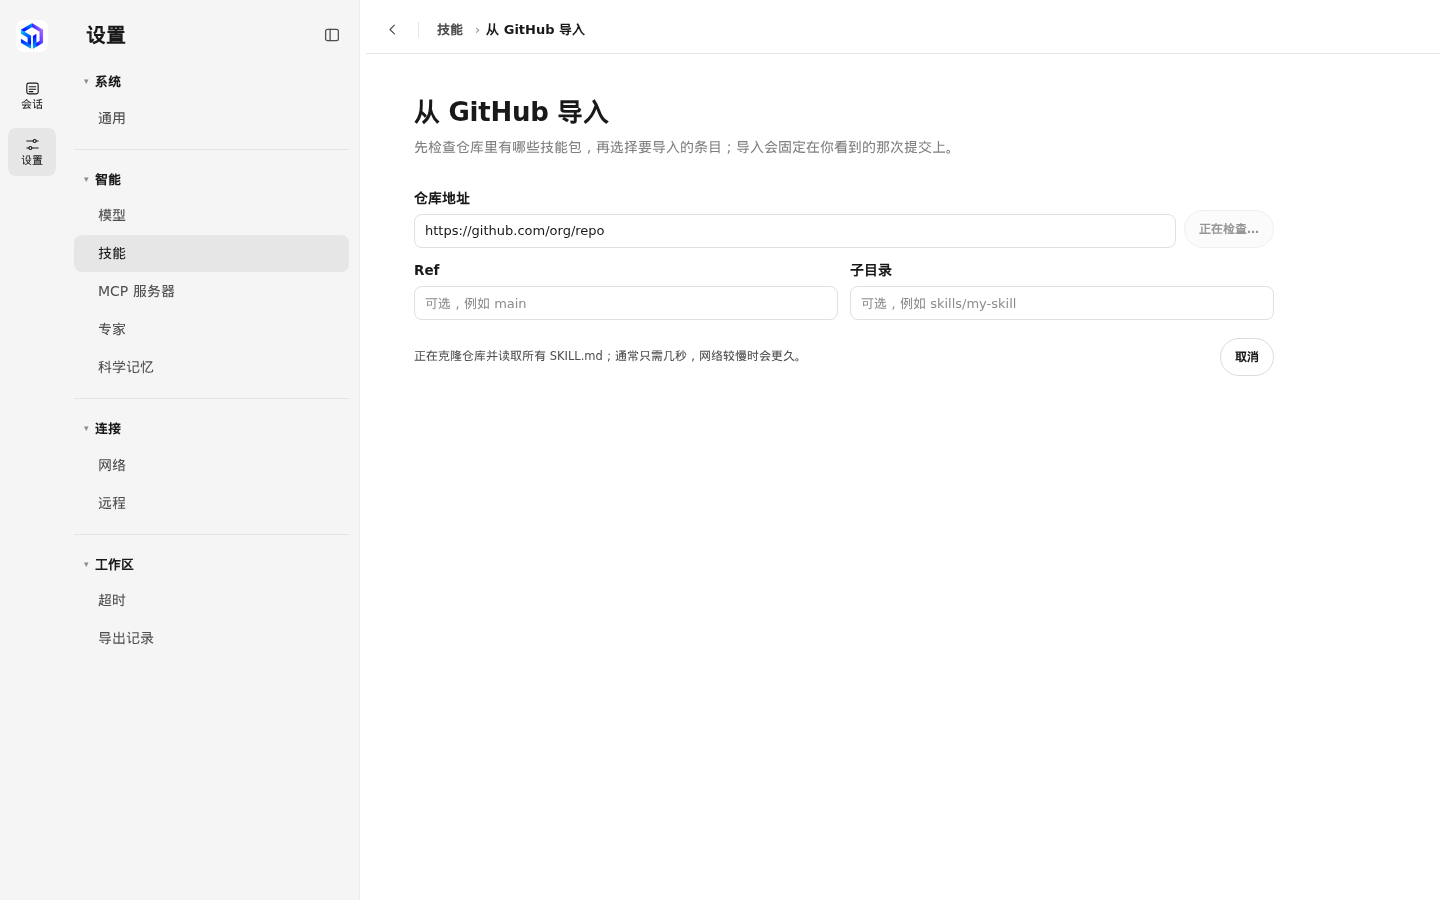 设置
会话
设置
系统
通用
智能
模型
技能
MCP 服务器
专家
科学记忆
连接
网络
远程
工作区
超时
导出记录
技能 › 从 GitHub 导入
从 GitHub 导入
先检查仓库里有哪些技能包，再选择要导入的条目；导入会固定在你看到的那次提交上。
仓库地址
https://github.com/org/repo
正在检查...
Ref
子目录
可选，例如 main
可选，例如 skills/my-skill
正在克隆仓库并读取所有 SKILL.md；通常只需几秒，网络较慢时会更久。
取消